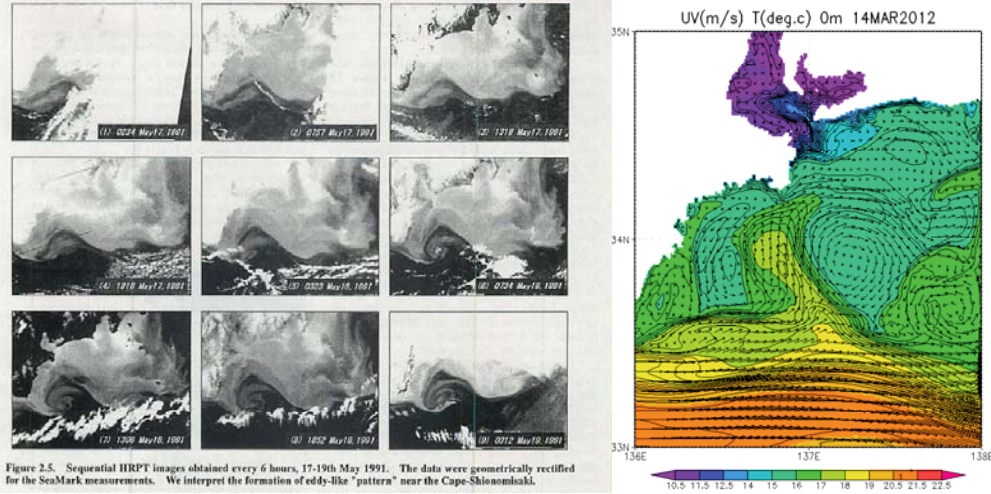 (1) 0234 May17,1991
(2) 0757 May17,1991
(3) 1318 May17,1991
(4) May17,1991
(5) 0323 May18,1991
(6) 0734 May18,1991
(7) 1306 May18,1991
(8) 1852 May18,1991
(9) 0312 May19,1991
Figure 2.5. Sequential HRPT images obtained every 6 hours, 17-19th May 1991. The data were geometrically rectified
for the SeaMark measurements. We interpret the formation of eddy-like "pattern" near the Cape-Shionomisaki.
UV(m/s) T(deg.c) 0m 14MAR2012
35N
34N
33N
136E 137E 138E
10.5 11.5 12.5 13 14 15 16 17 18 19 20.5 21.5 22.5